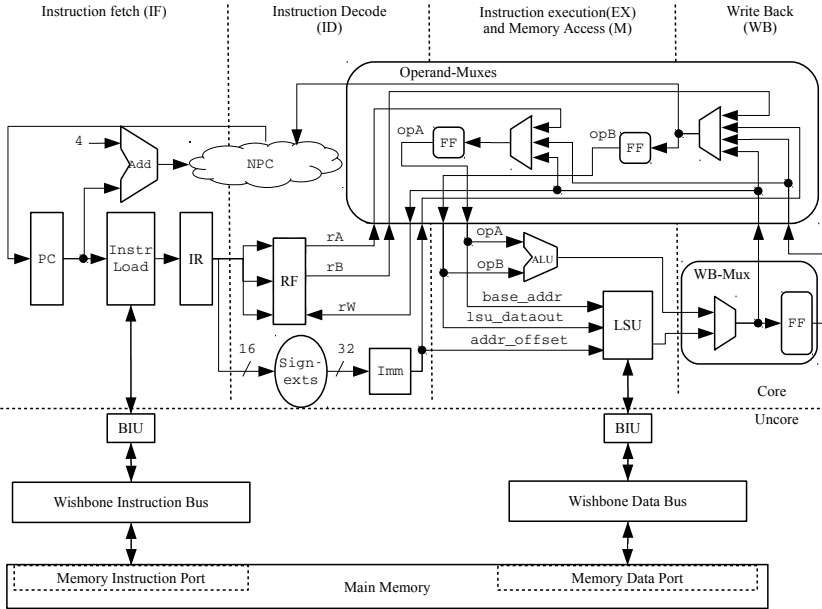 Instruction fetch (IF)
Instruction Decode
(ID)
Instruction execution(EX)
and Memory Access (M)
Write Back
(WB)
Operand-Muxes
4
Add
NPC
opA
FF
opB
FF
PC
Instr
Load
IR
RF
rA
rB
rW
opA
opB
ALU
WB-Mux
FF
base_addr
lsu_dataout
addr_offset
LSU
16
Sign-
exts
32
Imm
Core
Uncore
BIU
BIU
Wishbone Instruction Bus
Wishbone Data Bus
Memory Instruction Port
Main Memory
Memory Data Port